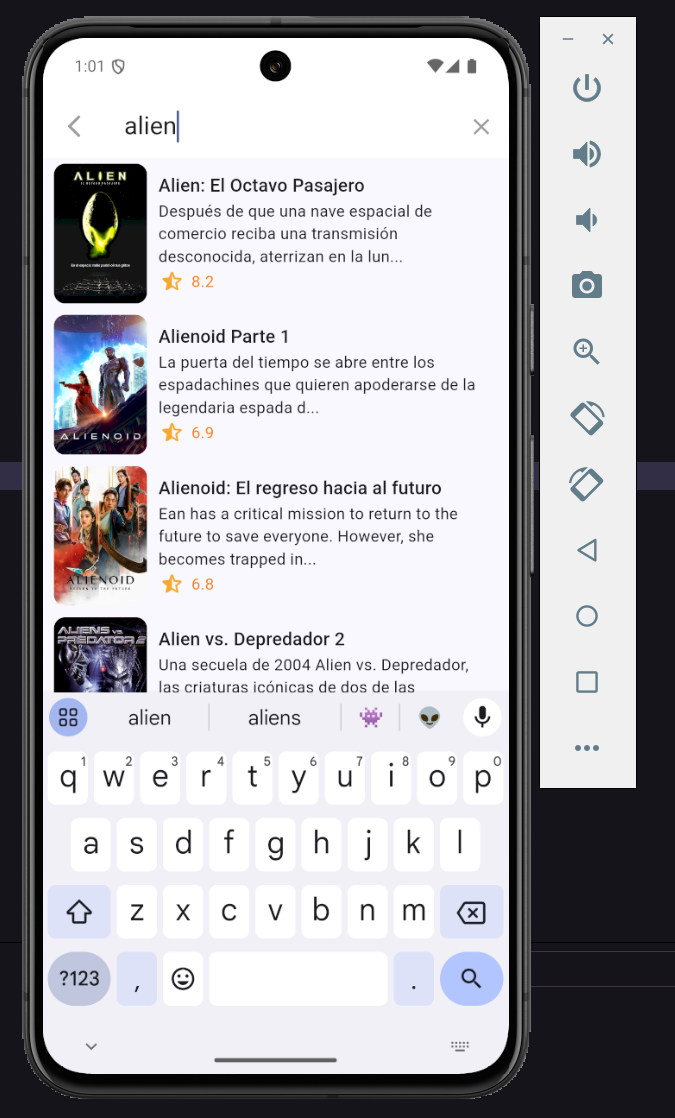 1:01
alien
ALIEN
EL OCTAVO PASAJERO
Alien: El Octavo Pasajero
Después de que una nave espacial de
comercio reciba una transmisión
desconocida, aterrizan en la lun...
8.2
ALIENOID
Alienoid Parte 1
La puerta del tiempo se abre entre los
espadachines que quieren apoderarse de la
legendaria espada d...
6.9
ALIENOID
RETURN TO THE FUTURE
Alienoid: El regreso hacia al futuro
Ean has a critical mission to return to the
future to save everyone. However, she
becomes trapped in...
6.8
ALIENS vs.
PREDATOR 2
Alien vs. Depredador 2
Una secuela de 2004 Alien vs. Depredador,
las criaturas icónicas de dos de las
alien aliens
q1 w2 e3 r4 t5 y6 u7 i8 o9 p0
a s d f g h j k l
z x c v b n m
?123 , .